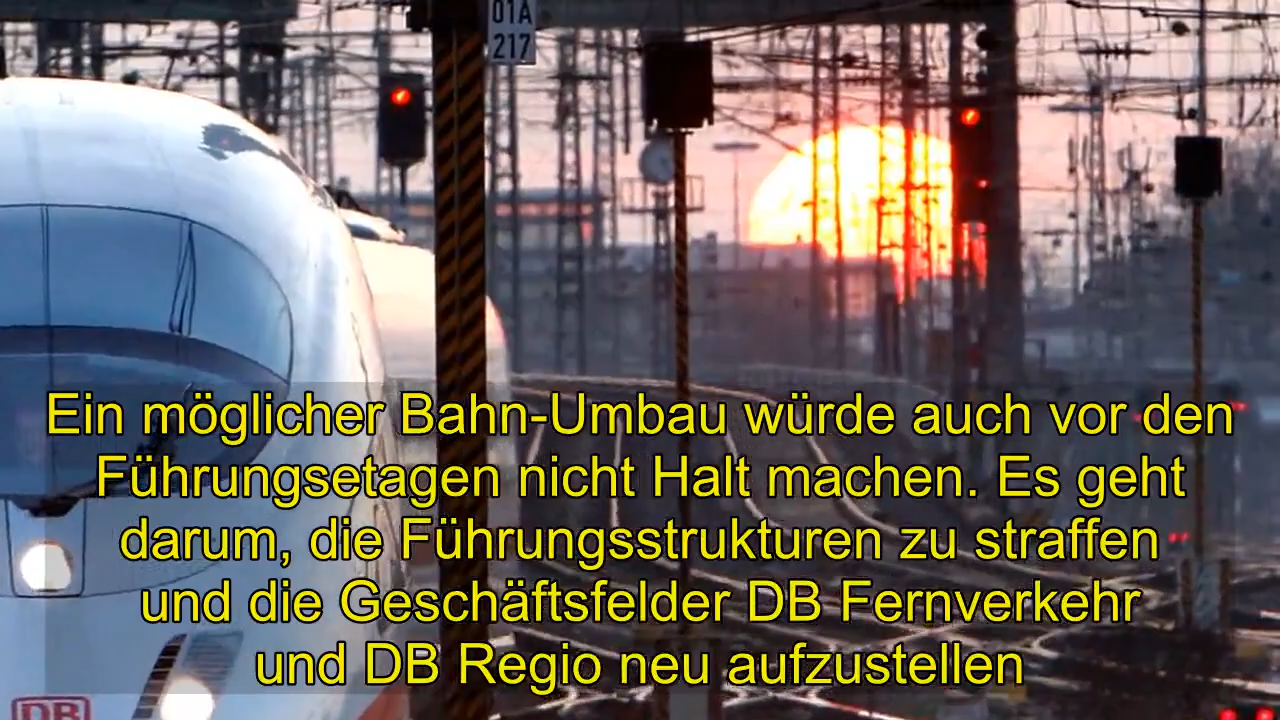 01A
217
Ein möglicher Bahn-Umbau würde auch vor den
Führungsetagen nicht Halt machen. Es geht
darum, die Führungsstrukturen zu straffen
und die Geschäftsfelder DB Fernverkehr
und DB Regio neu aufzustellen
DB